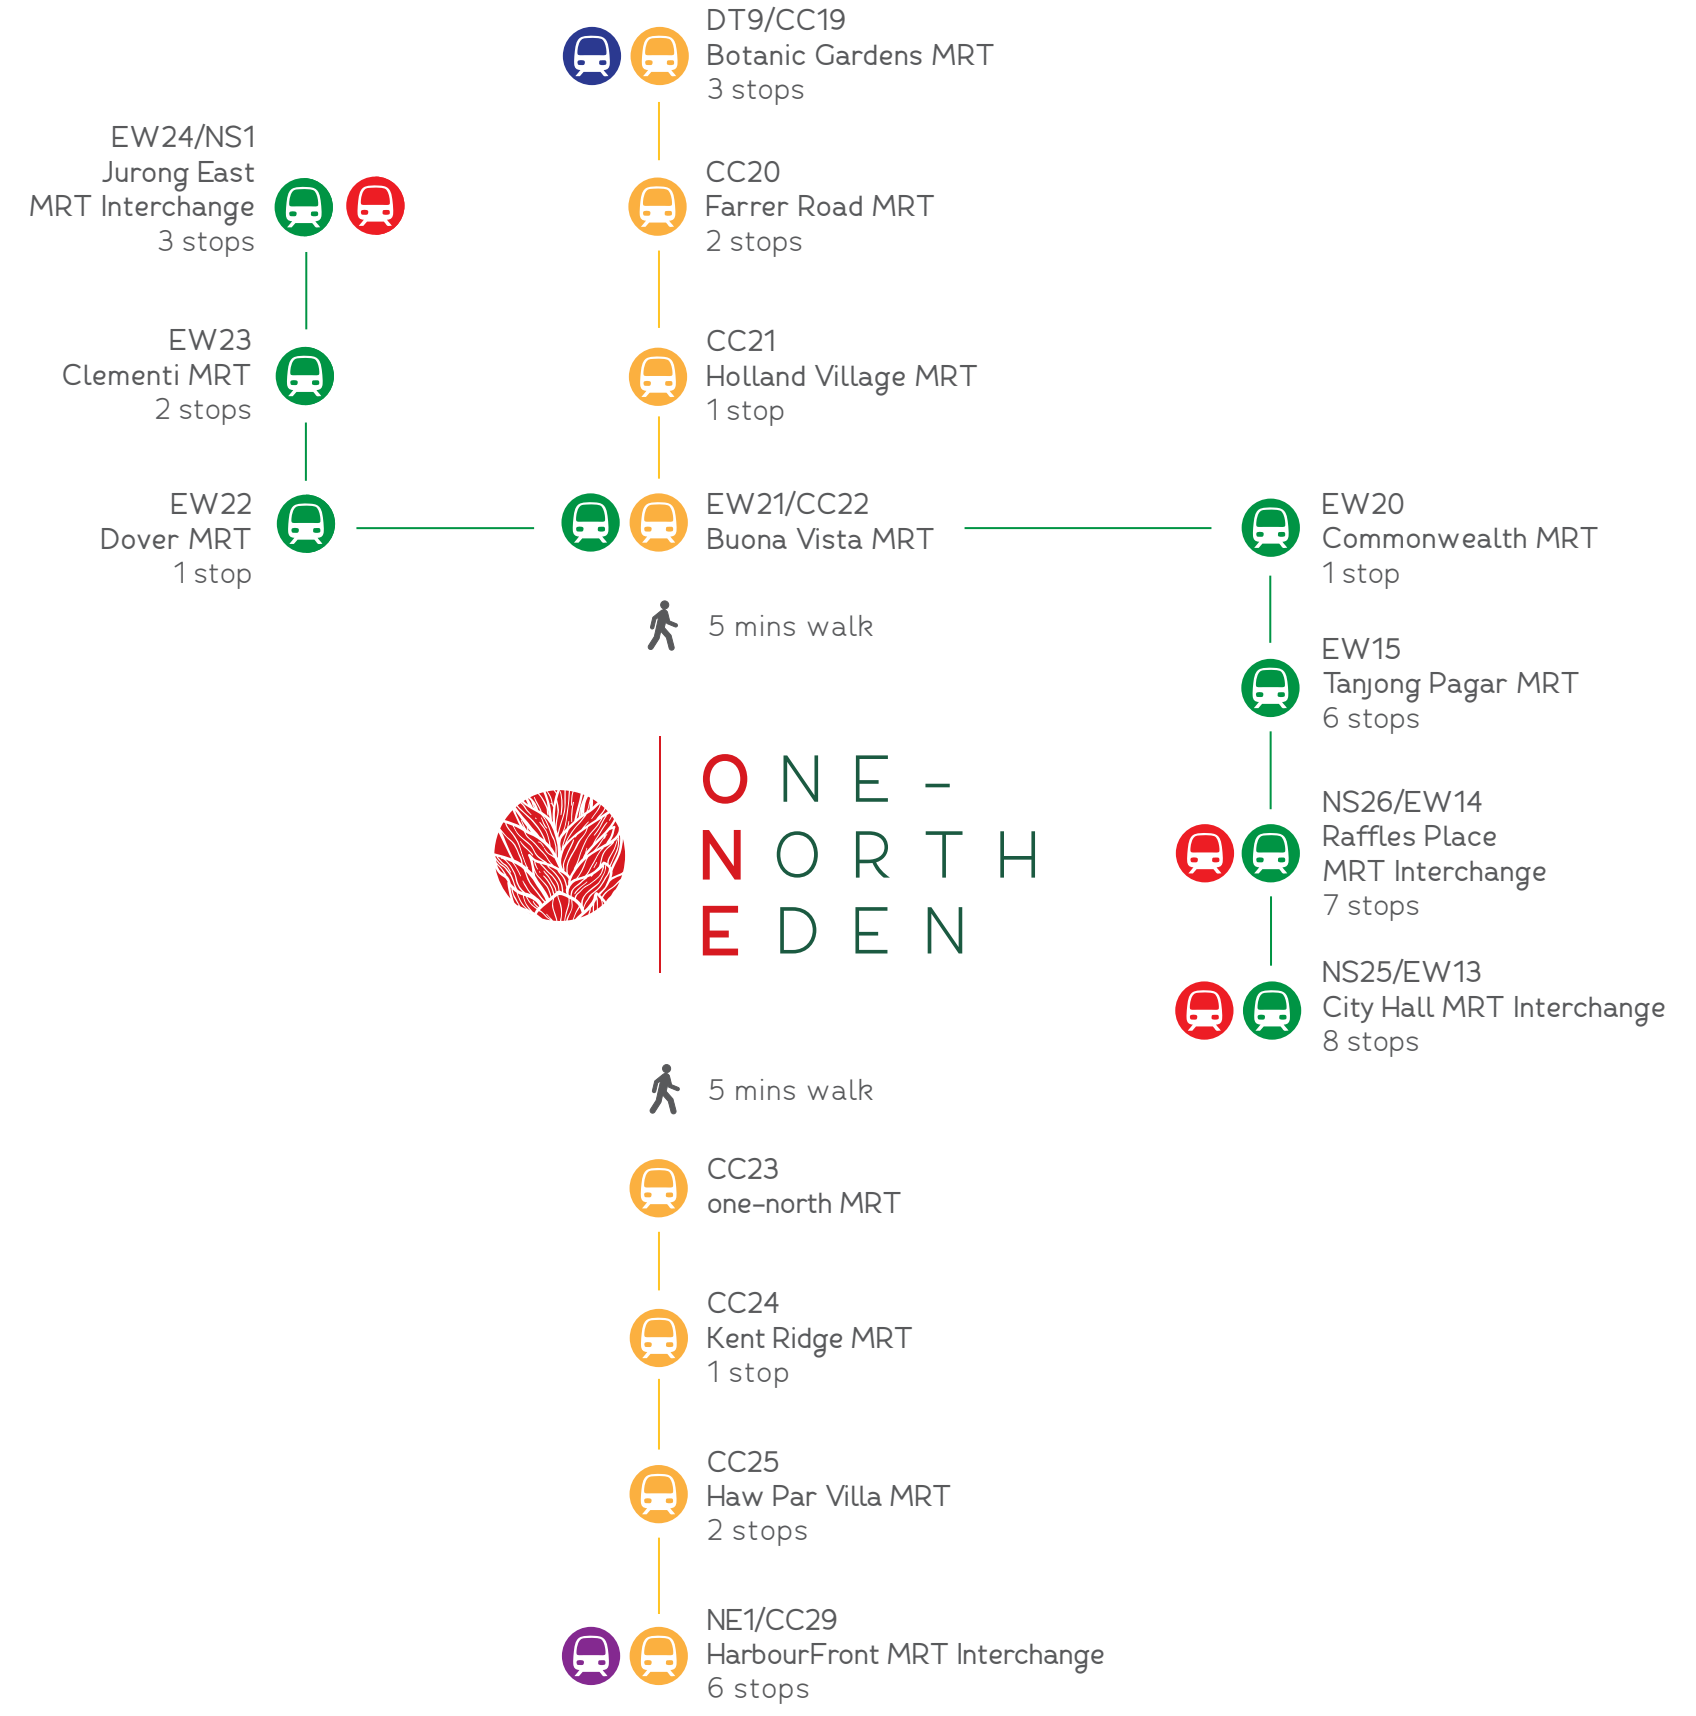 DT9/CC19
Botanic Gardens MRT
3 stops
EW24/NS1
Jurong East
MRT Interchange
3 stops
CC20
Farrer Road MRT
2 stops
EW23
Clementi MRT
2 stops
CC21
Holland Village MRT
1 stop
EW22
Dover MRT
1 stop
EW21/CC22
Buona Vista MRT
EW20
Commonwealth MRT
1 stop
5 mins walk
EW15
Tanjong Pagar MRT
6 stops
ONE-
NORTH
EDEN
NS26/EW14
Raffles Place
MRT Interchange
7 stops
NS25/EW13
City Hall MRT Interchange
8 stops
5 mins walk
CC23
one-north MRT
CC24
Kent Ridge MRT
1 stop
CC25
Haw Par Villa MRT
2 stops
NE1/CC29
HarbourFront MRT Interchange
6 stops